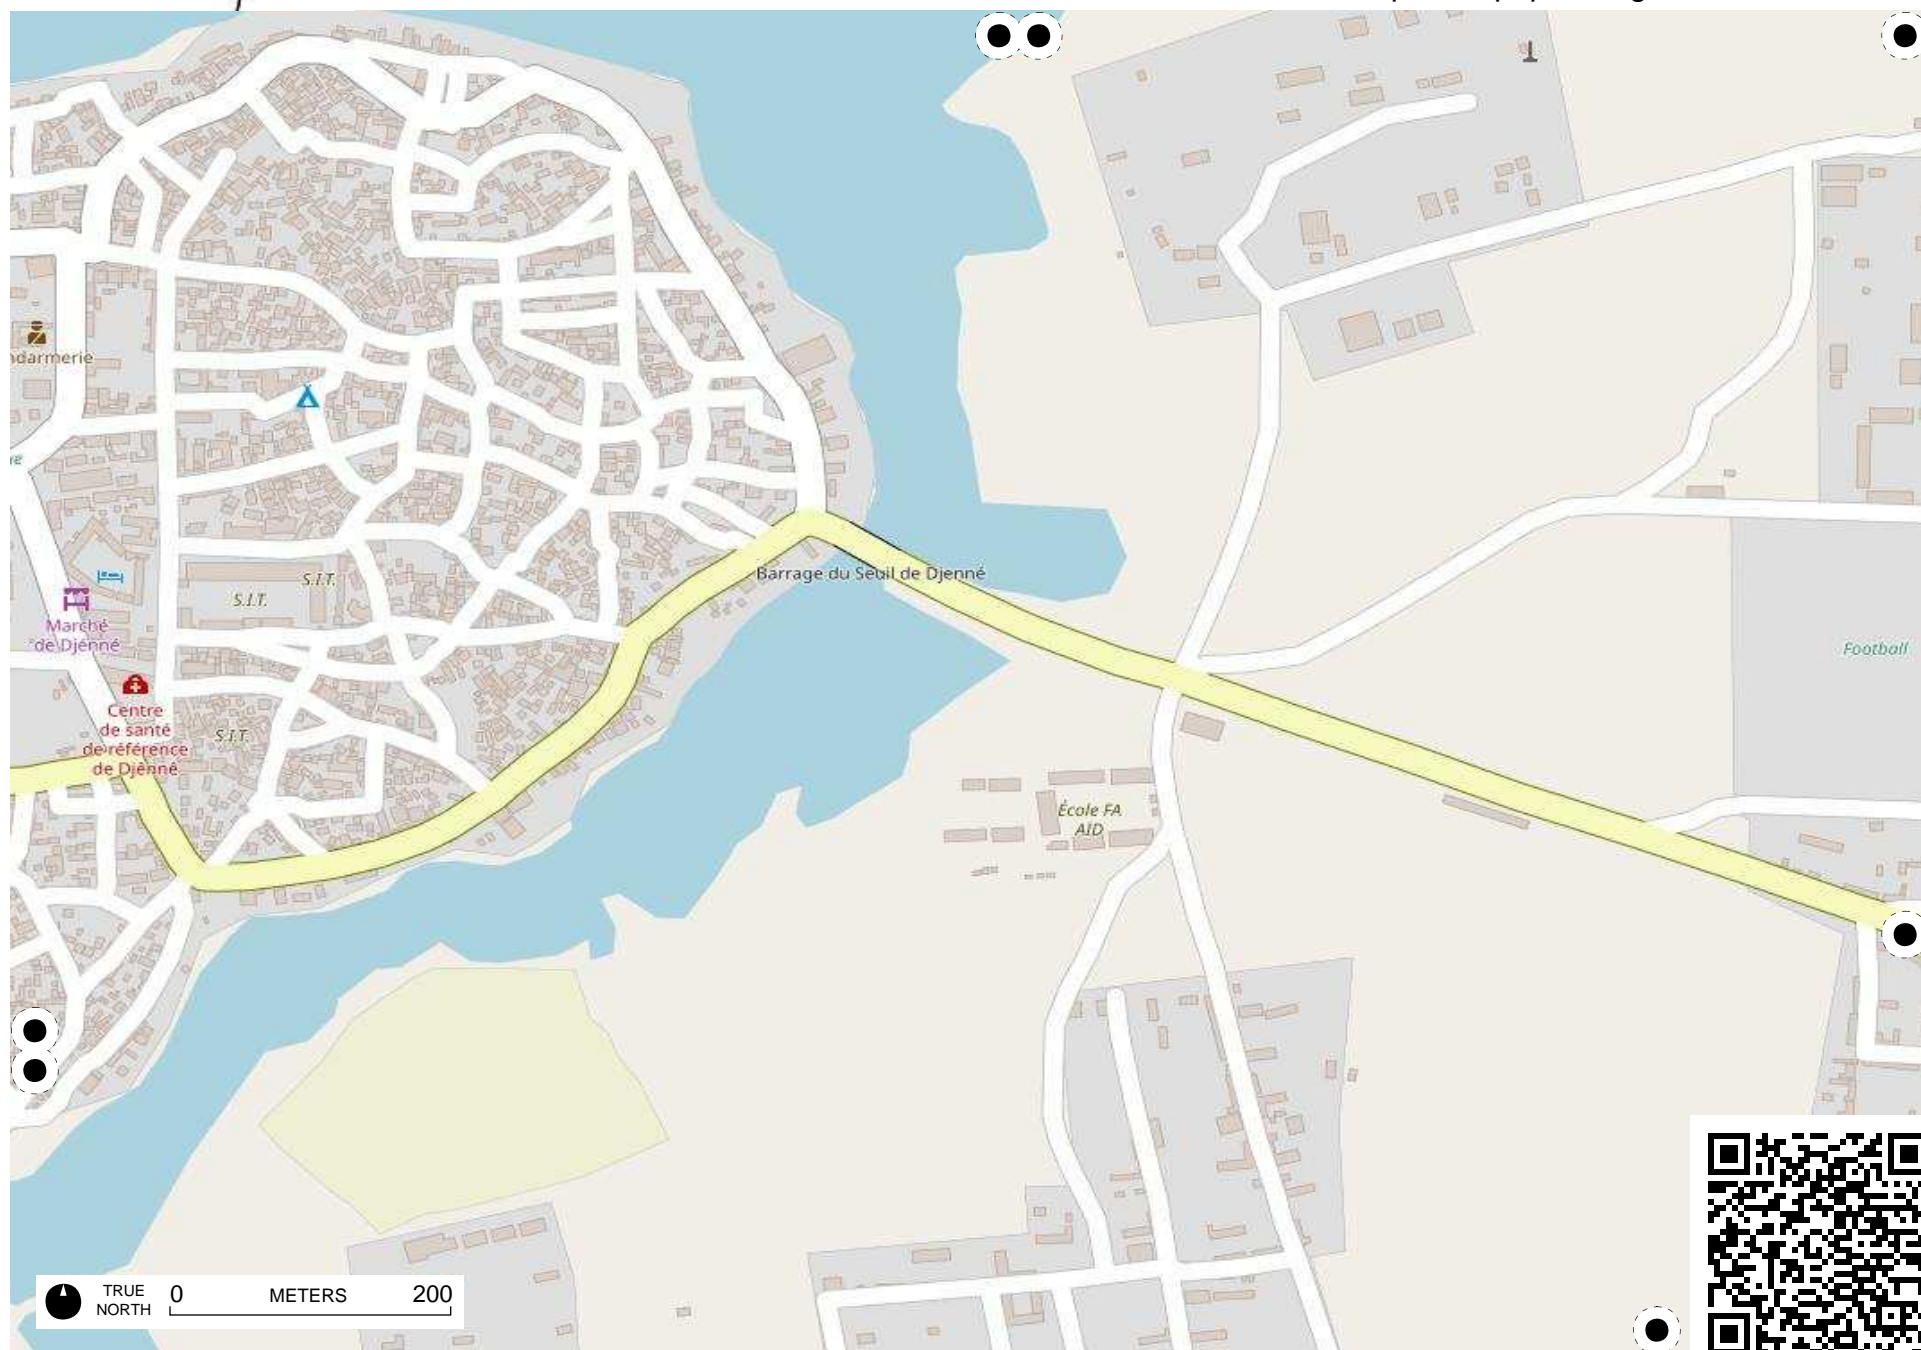 ndarmerie
Barrage du Seuil de Djenné
S.I.T.
S.I.T.
Marché
de Djénné
Football
Centre
de santé
de référence
de Djénné
S.I.T.
École FA
AID
TRUE
NORTH
0 METERS 200